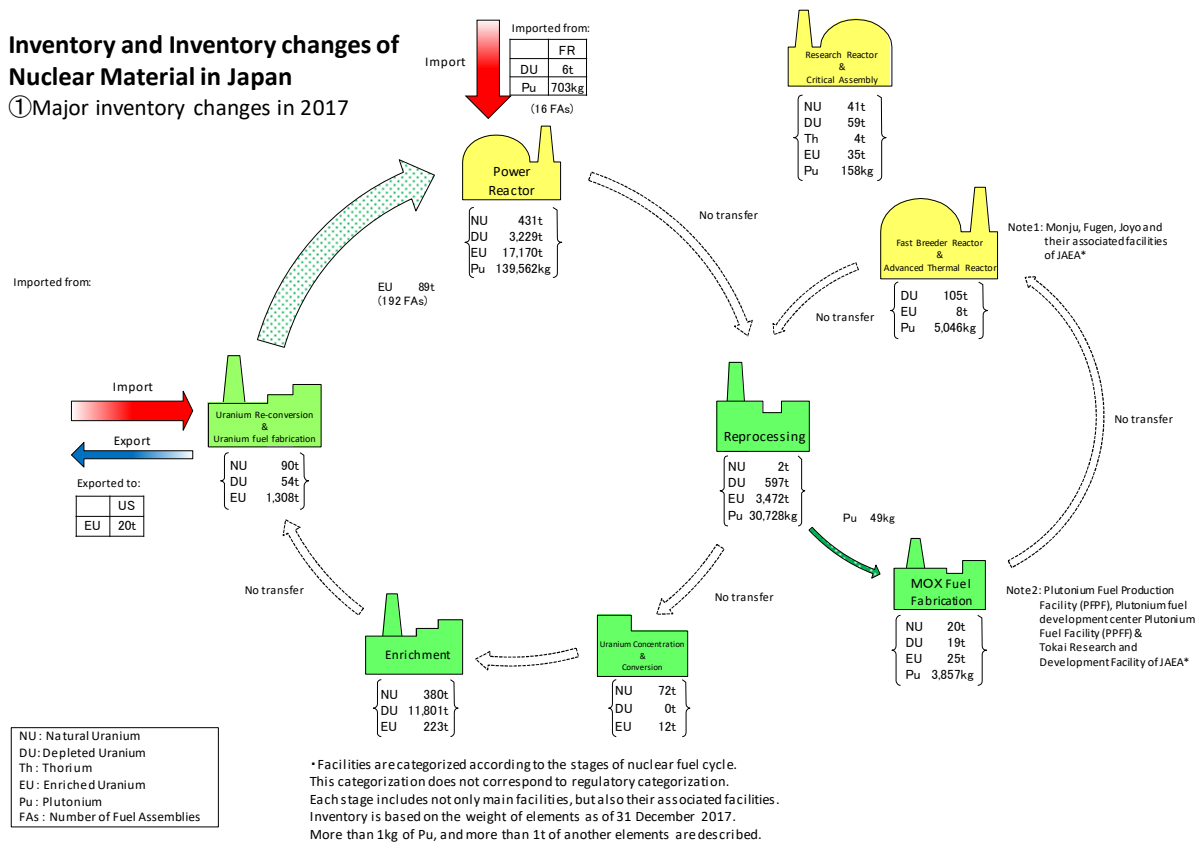 Inventory and Inventory changes of
Nuclear Material in Japan
①Major inventory changes in 2017
Import
Imported from:
FR
DU 6t
Pu 703kg
(16 FAs)
Research Reactor
&
Critical Assembly
NU 41t
DU 59t
Th 4t
EU 35t
Pu 158kg
Power
Reactor
NU 431t
DU 3,229t
EU 17,170t
Pu 139,562kg
No transfer
Fast Breeder Reactor
&
Advanced Thermal Reactor
DU 105t
EU 8t
Pu 5,046kg
Note1: Monju, Fugen, Joyo and
their associated facilities
of JAEA*
No transfer
Imported from:
EU 89t
(192 FAs)
Import
Export
Exported to:
US
EU 20t
Uranium Re-conversion
&
Uranium fuel fabrication
NU 90t
DU 54t
EU 1,308t
Reprocessing
NU 2t
DU 597t
EU 3,472t
Pu 30,728kg
No transfer
Pu 49kg
MOX Fuel
Fabrication
NU 20t
DU 19t
EU 25t
Pu 3,857kg
Note2: Plutonium Fuel Production
Facility (PFPF), Plutonium fuel
development center Plutonium
Fuel Facility (PPFF) &
Tokai Research and
Development Facility of JAEA*
No transfer
No transfer
Enrichment
NU 380t
DU 11,801t
EU 223t
Uranium Concentration
&
Conversion
NU 72t
DU 0t
EU 12t
NU : Natural Uranium
DU: Depleted Uranium
Th : Thorium
EU : Enriched Uranium
Pu : Plutonium
FAs : Number of Fuel Assemblies
・Facilities are categorized according to the stages of nuclear fuel cycle.
This categorization does not correspond to regulatory categorization.
Each stage includes not only main facilities, but also their associated facilities.
Inventory is based on the weight of elements as of 31 December 2017.
More than 1kg of Pu, and more than 1t of another elements are described.